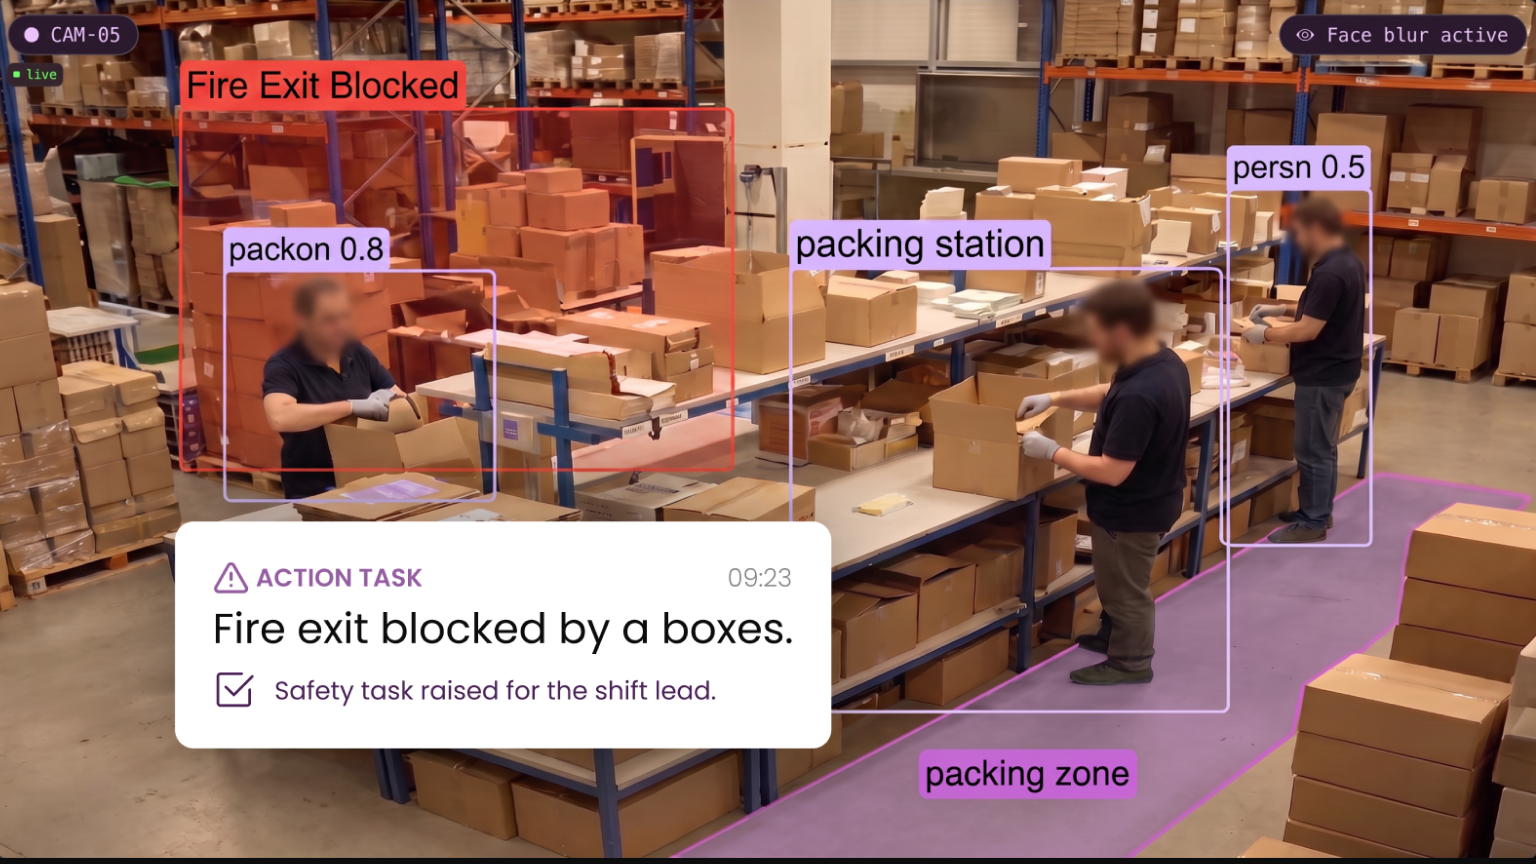 CAM-05
live
Face blur active
Fire Exit Blocked
persn 0.5
packon 0.8
packing station
ACTION TASK
09:23
Fire exit blocked by a boxes.
Safety task raised for the shift lead.
packing zone